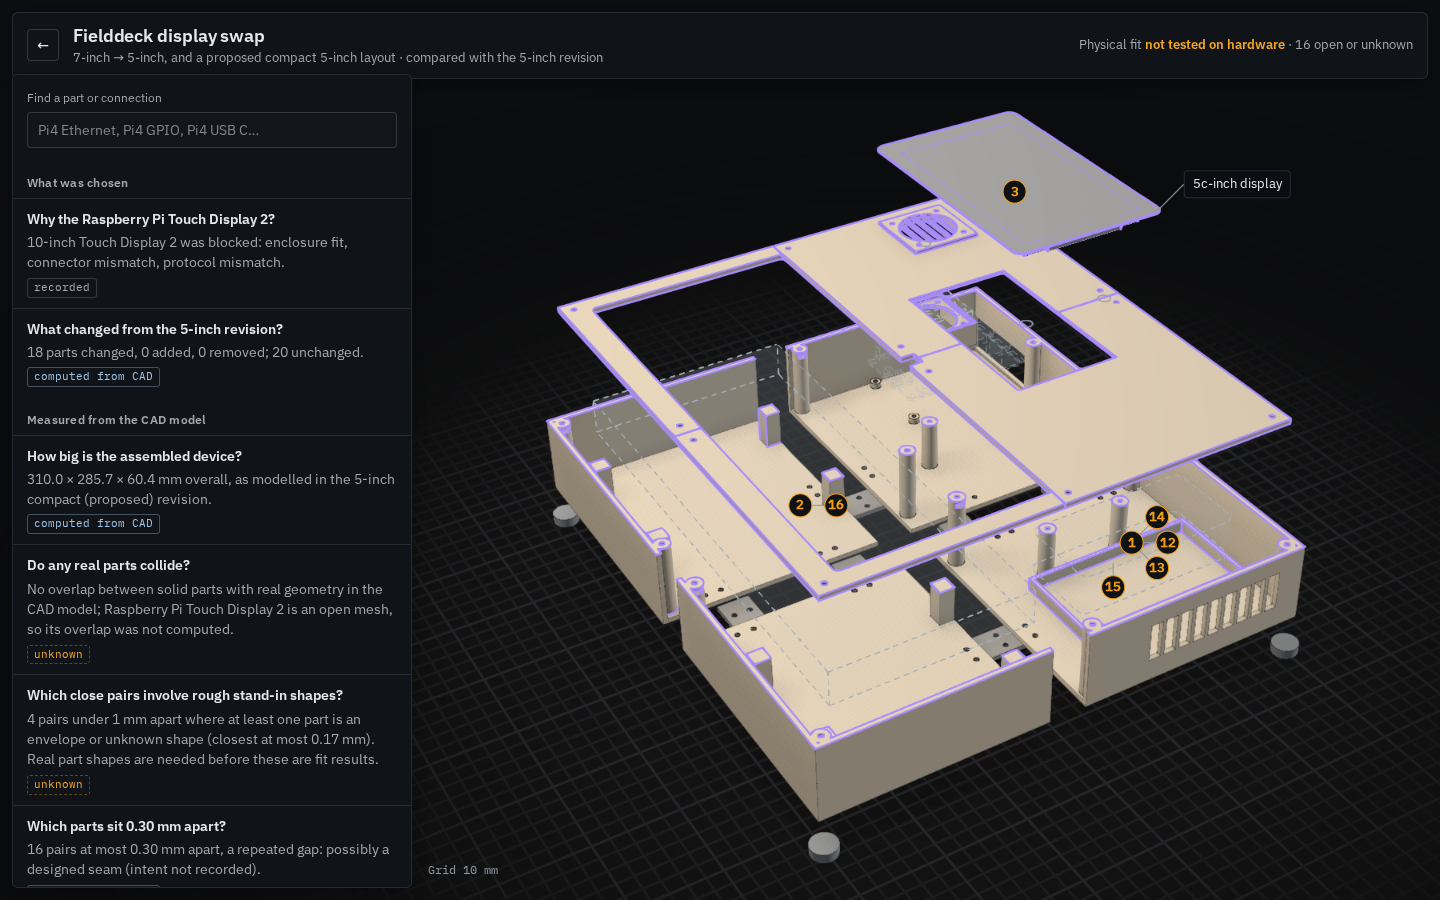 ←
Fielddeck display swap
7-inch → 5-inch, and a proposed compact 5-inch layout · compared with the 5-inch revision
Physical fit not tested on hardware · 16 open or unknown
Find a part or connection
Pi4 Ethernet, Pi4 GPIO, Pi4 USB C...
What was chosen
Why the Raspberry Pi Touch Display 2?
10-inch Touch Display 2 was blocked: enclosure fit,
connector mismatch, protocol mismatch.
recorded
What changed from the 5-inch revision?
18 parts changed, 0 added, 0 removed; 20 unchanged.
computed from CAD
Measured from the CAD model
How big is the assembled device?
310.0 × 285.7 × 60.4 mm overall, as modelled in the 5-inch
compact (proposed) revision.
computed from CAD
Do any real parts collide?
No overlap between solid parts with real geometry in the
CAD model; Raspberry Pi Touch Display 2 is an open mesh,
so its overlap was not computed.
unknown
Which close pairs involve rough stand-in shapes?
4 pairs under 1 mm apart where at least one part is an
envelope or unknown shape (closest at most 0.17 mm).
Real part shapes are needed before these are fit results.
unknown
Which parts sit 0.30 mm apart?
16 pairs at most 0.30 mm apart, a repeated gap: possibly a
designed seam (intent not recorded).
3
5c-inch display
2
16
14
1
12
13
15
Grid 10 mm